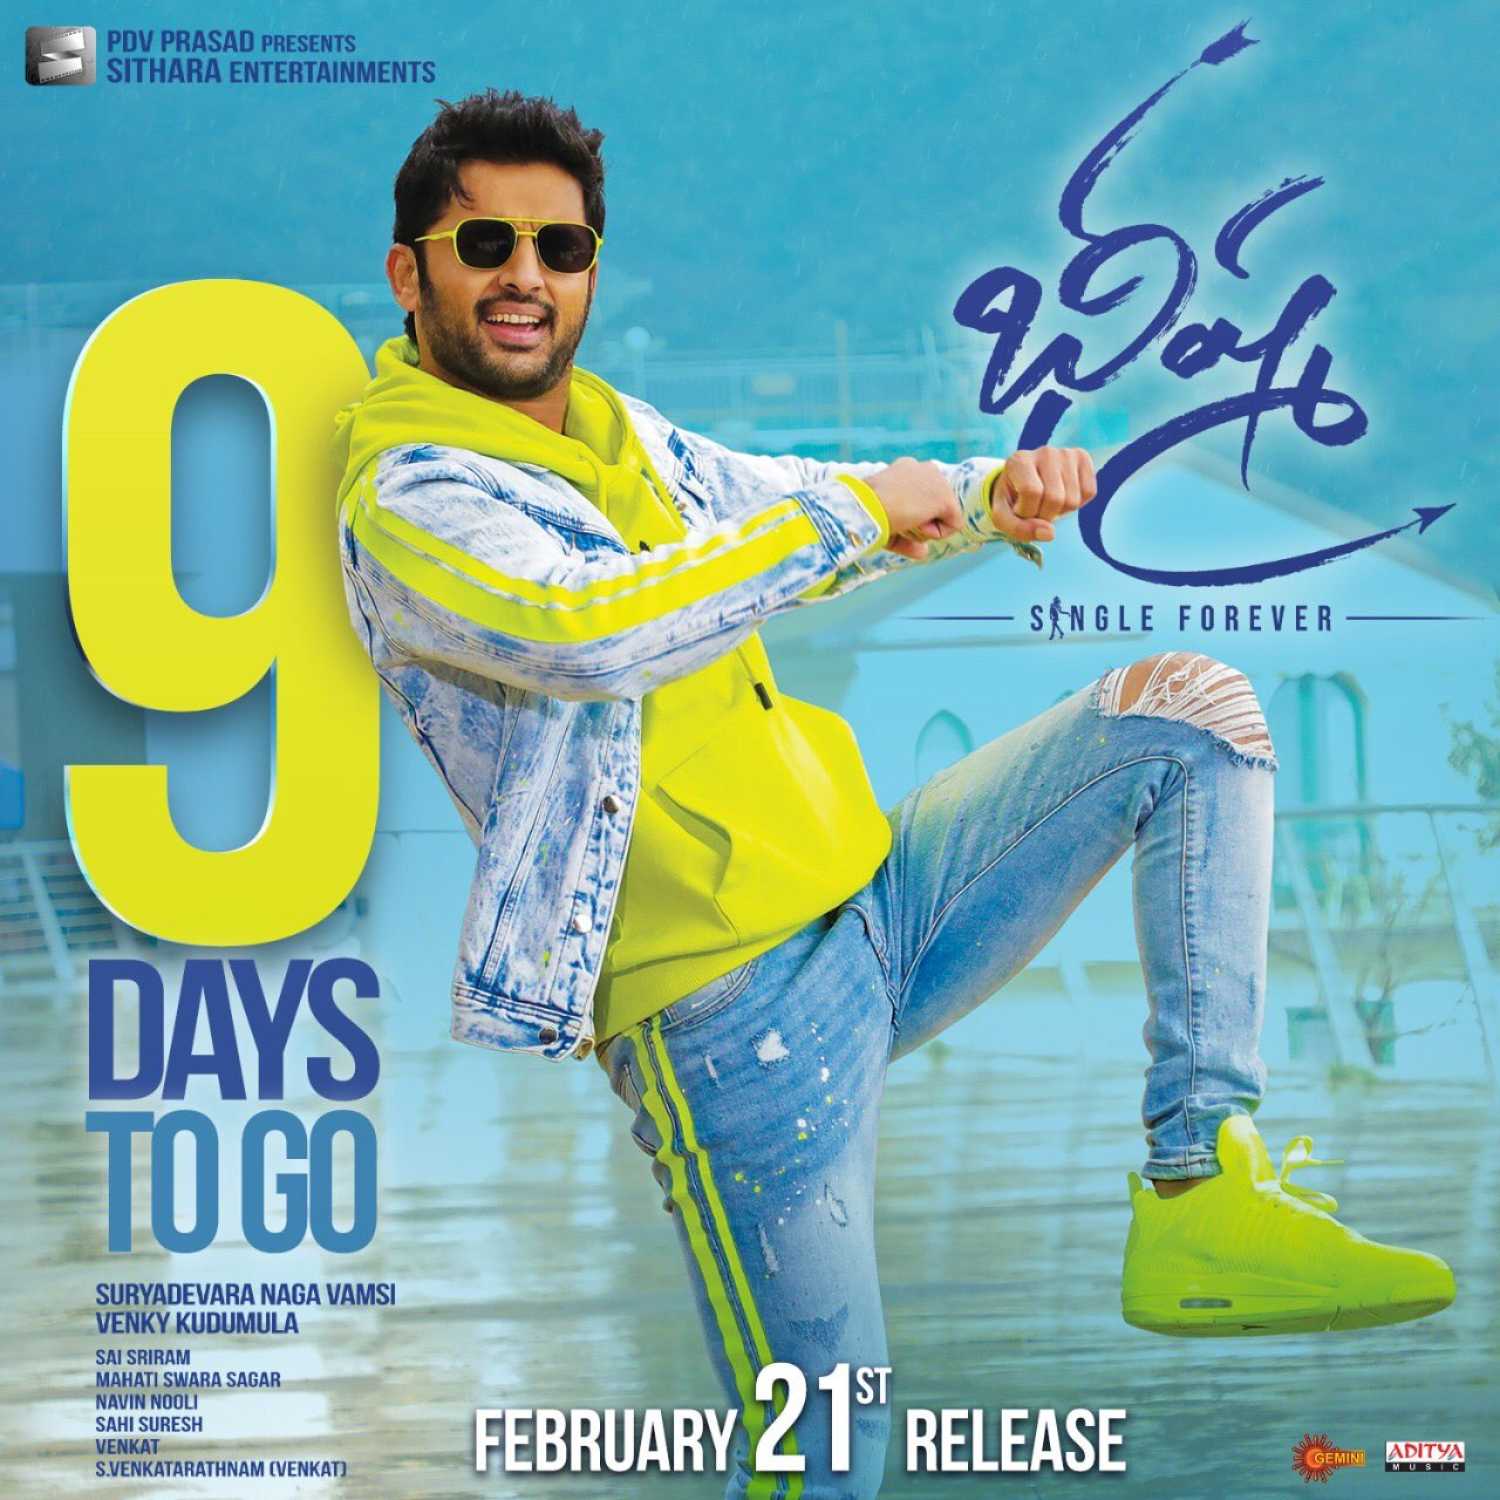 PDV PRASAD PRESENTS
SITHARA ENTERTAINMENTS
భీష్మ
SINGLE FOREVER
9
DAYS
TO GO
SURYADEVARA NAGA VAMSI
VENKY KUDUMULA
SAI SRIRAM
MAHATI SWARA SAGAR
NAVIN NOOLI
SAHI SURESH
VENKAT
S.VENKATARATHNAM (VENKAT)
FEBRUARY 21ST RELEASE
GEMINI
ADITYA
MUSIC